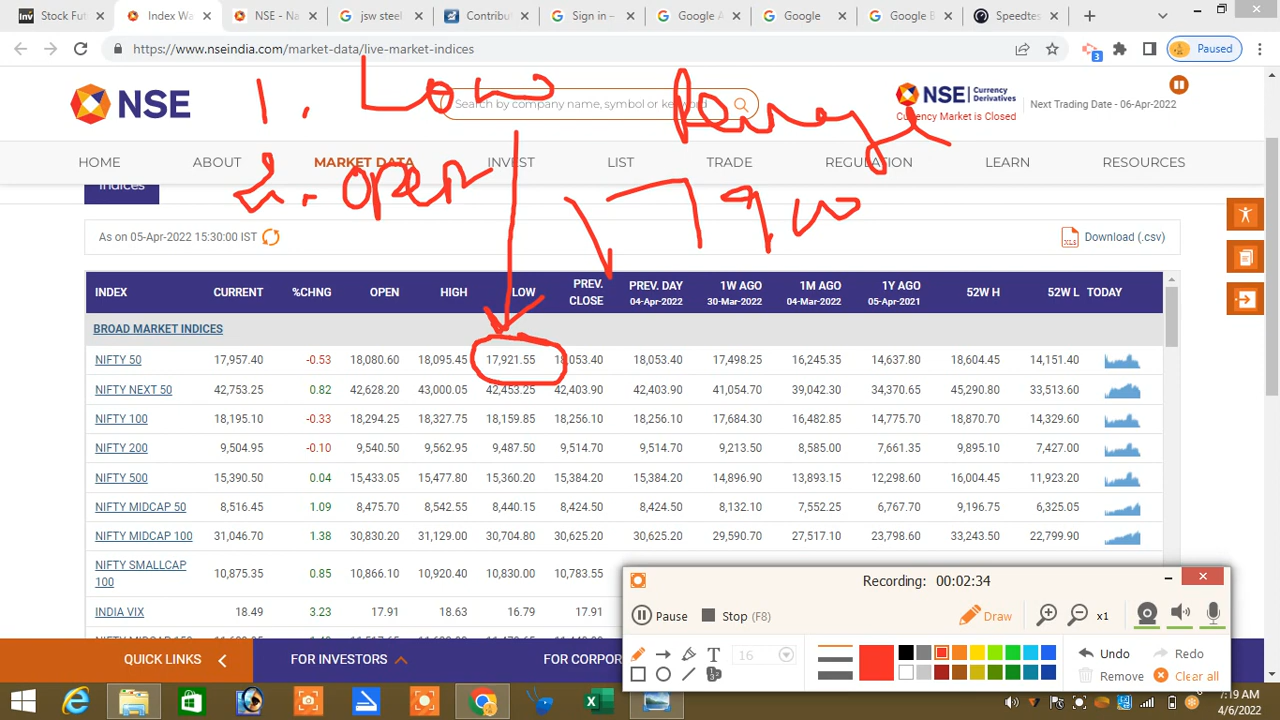 Stock Fut
Index Wa
NSE - Na
jsw steel
Contribut
Sign in –
Google A
Google
Google B
Speedtes
https://www.nseindia.com/market-data/live-market-indices
3
Paused
1. Low Range
NSE
Search by company name, symbol or keyword
NSE Currency Derivatives
Currency Market is Closed
Next Trading Date - 06-Apr-2022
HOME ABOUT MARKET DATA INVEST LIST TRADE REGULATION LEARN RESOURCES
2. open
Indices
As on 05-Apr-2022 15:30:00 IST
XLS Download (.csv)
INDEX CURRENT %CHNG OPEN HIGH LOW PREV. CLOSE PREV. DAY 04-Apr-2022 1W AGO 30-Mar-2022 1M AGO 04-Mar-2022 1Y AGO 05-Apr-2021 52W H 52W L TODAY
BROAD MARKET INDICES
NIFTY 50 17,957.40 -0.53 18,080.60 18,095.45 17,921.55 18,053.40 18,053.40 17,498.25 16,245.35 14,637.80 18,604.45 14,151.40
NIFTY NEXT 50 42,753.25 0.82 42,628.20 43,000.05 42,453.25 42,403.90 42,403.90 41,054.70 39,042.30 34,370.65 45,290.80 33,513.60
NIFTY 100 18,195.10 -0.33 18,294.25 18,327.75 18,159.85 18,256.10 18,256.10 17,684.30 16,482.85 14,775.70 18,870.70 14,329.60
NIFTY 200 9,504.95 -0.10 9,540.50 9,562.95 9,487.50 9,514.70 9,514.70 9,213.50 8,585.00 7,661.35 9,895.10 7,427.00
NIFTY 500 15,390.50 0.04 15,433.05 15,477.80 15,360.20 15,384.20 15,384.20 14,896.90 13,893.15 12,298.60 16,004.45 11,923.20
NIFTY MIDCAP 50 8,516.45 1.09 8,475.70 8,542.55 8,440.15 8,424.50 8,424.50 8,132.10 7,552.25 6,767.70 9,196.75 6,325.05
NIFTY MIDCAP 100 31,046.70 1.38 30,830.20 31,129.00 30,704.80 30,625.20 30,625.20 29,590.70 27,517.10 23,798.60 33,243.50 22,799.90
NIFTY SMALLCAP 100 10,875.35 0.85 10,866.10 10,920.40 10,830.00 10,783.55
INDIA VIX 18.49 3.23 17.91 18.63 16.79 17.91
Recording: 00:02:34
Pause Stop (F8) Draw x1
T 16 Undo Redo
Remove Clear all
QUICK LINKS FOR INVESTORS FOR CORPOR
7:19 AM
4/6/2022